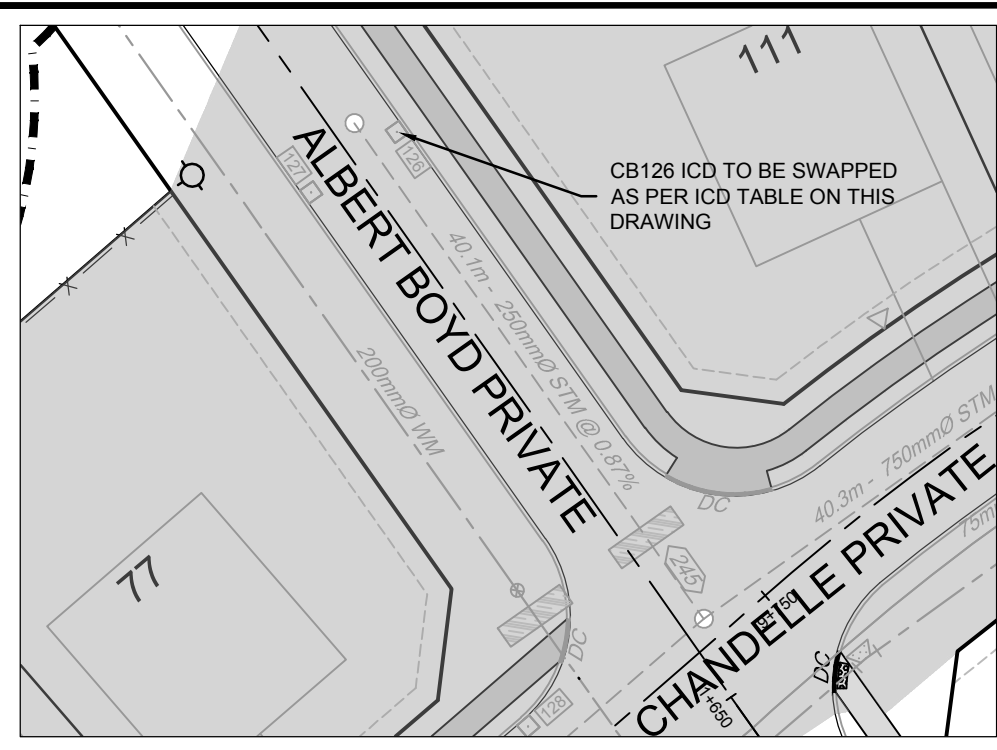 111
CB126 ICD TO BE SWAPPED
AS PER ICD TABLE ON THIS
DRAWING
126
127
ALBERT BOYD PRIVATE
40.1m - 250mmØ STM @ 0.87%
200mmØ WM
77
DC
40.3m - 750mmØ STM
CHANDELLE PRIVATE
245
DC
DC
128
1+650